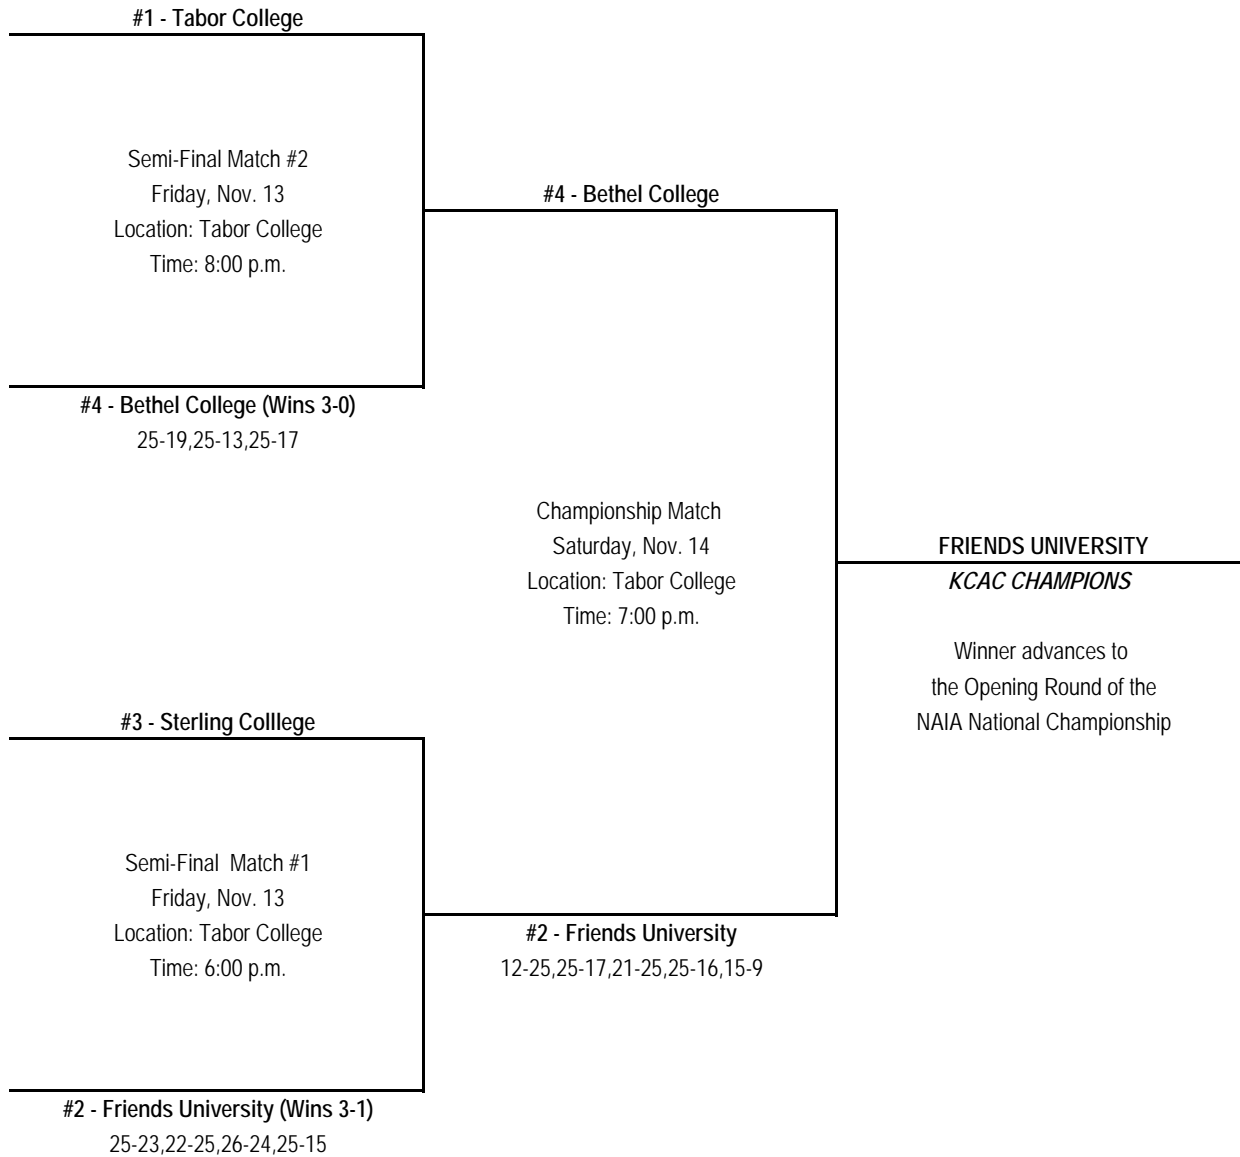 #1 - Tabor College
Semi-Final Match #2
Friday, Nov. 13
Location: Tabor College
Time: 8:00 p.m.
#4 - Bethel College (Wins 3-0)
25-19,25-13,25-17
#4 - Bethel College
Championship Match
Saturday, Nov. 14
Location: Tabor College
Time: 7:00 p.m.
FRIENDS UNIVERSITY
KCAC CHAMPIONS
Winner advances to
the Opening Round of the
NAIA National Championship
#3 - Sterling Colllege
Semi-Final  Match #1
Friday, Nov. 13
Location: Tabor College
Time: 6:00 p.m.
#2 - Friends University
12-25,25-17,21-25,25-16,15-9
#2 - Friends University (Wins 3-1)
25-23,22-25,26-24,25-15